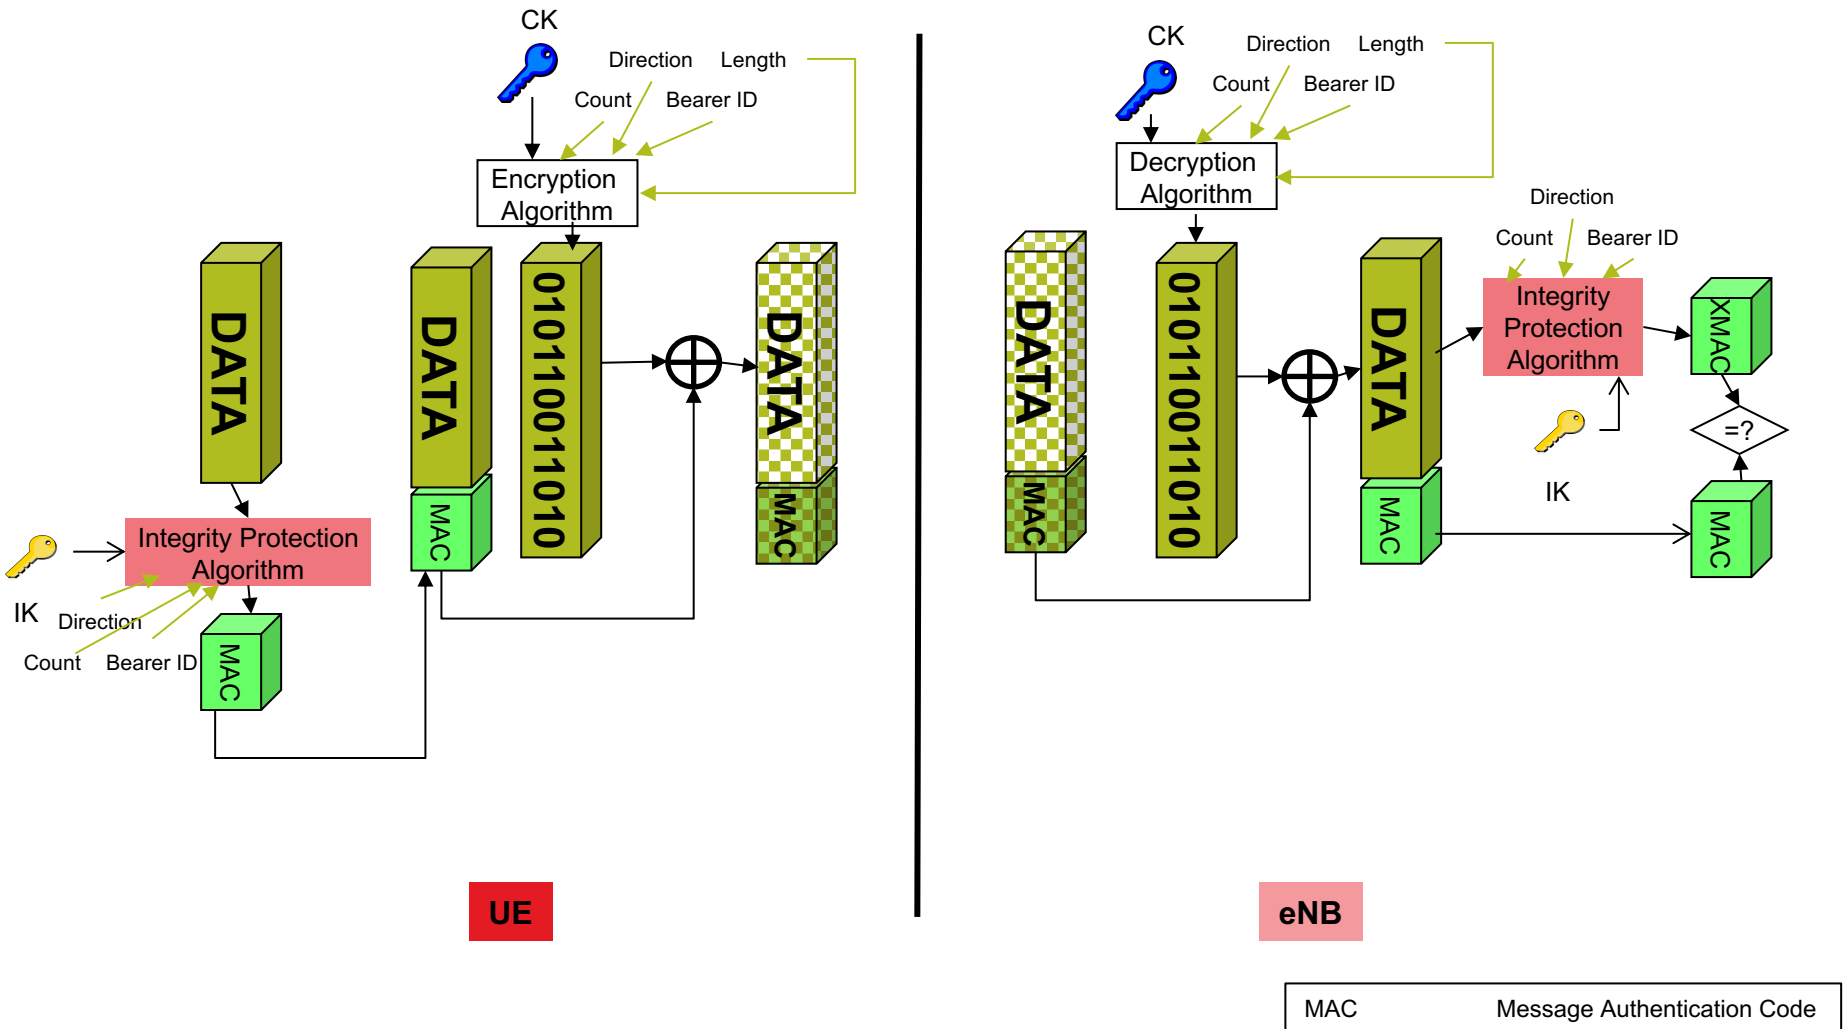 CK
Direction Length
Count Bearer ID
Encryption
Algorithm
DATA
DATA
010110011010
DATA
MAC
MAC
Integrity Protection
Algorithm
IK
Direction
Count Bearer ID
MAC
UE
CK
Direction Length
Count Bearer ID
Decryption
Algorithm
Direction
Count Bearer ID
DATA
MAC
010110011010
DATA
MAC
Integrity
Protection
Algorithm
IK
XMAC
=?
MAC
eNB
MAC Message Authentication Code